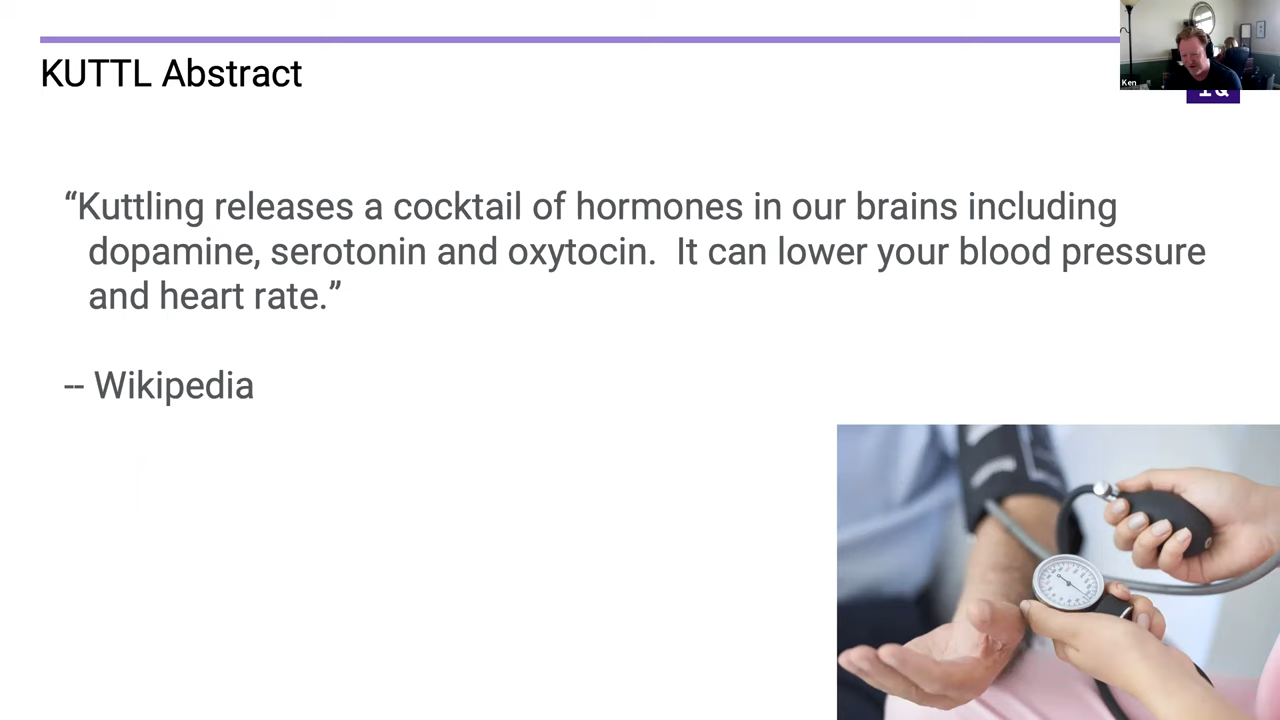 KUTTL Abstract
Ken
“Kuttling releases a cocktail of hormones in our brains including
dopamine, serotonin and oxytocin.  It can lower your blood pressure
and heart rate.”
-- Wikipedia